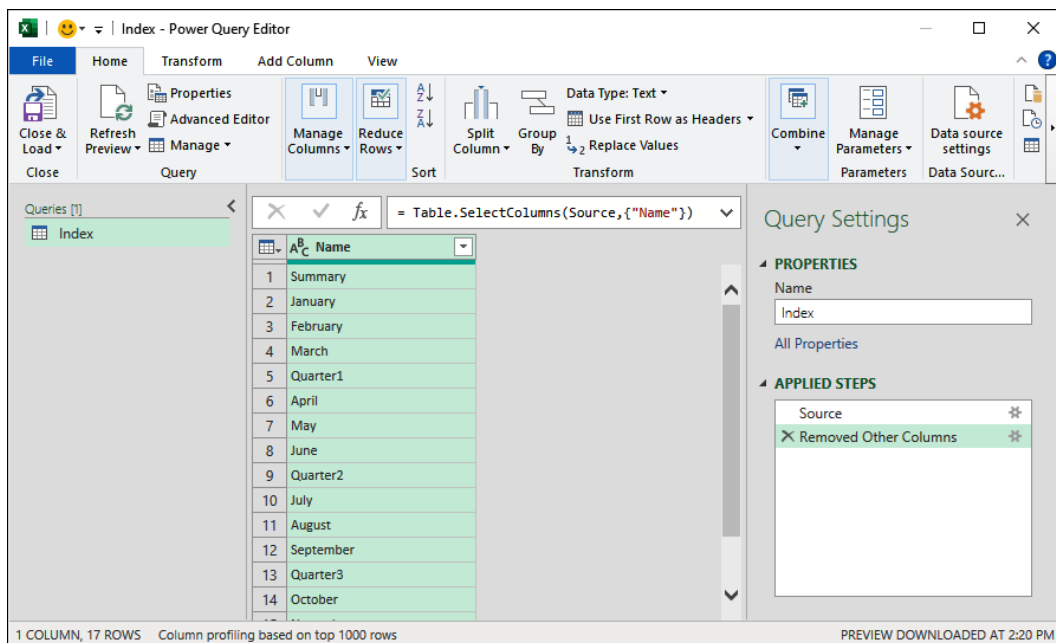 Index - Power Query Editor
File Home Transform Add Column View
Close & Load
Refresh Preview
Properties
Advanced Editor
Manage
Manage Columns
Reduce Rows
Split Column
Group By
Data Type: Text
Use First Row as Headers
Replace Values
Combine
Manage Parameters
Data source settings
Close Query Sort Transform Parameters Data Sourc...
Queries [1]
Index
fx = Table.SelectColumns(Source,{"Name"})
ABC Name
1 Summary
2 January
3 February
4 March
5 Quarter1
6 April
7 May
8 June
9 Quarter2
10 July
11 August
12 September
13 Quarter3
14 October
Query Settings
PROPERTIES
Name
Index
All Properties
APPLIED STEPS
Source
Removed Other Columns
1 COLUMN, 17 ROWS Column profiling based on top 1000 rows PREVIEW DOWNLOADED AT 2:20 PM